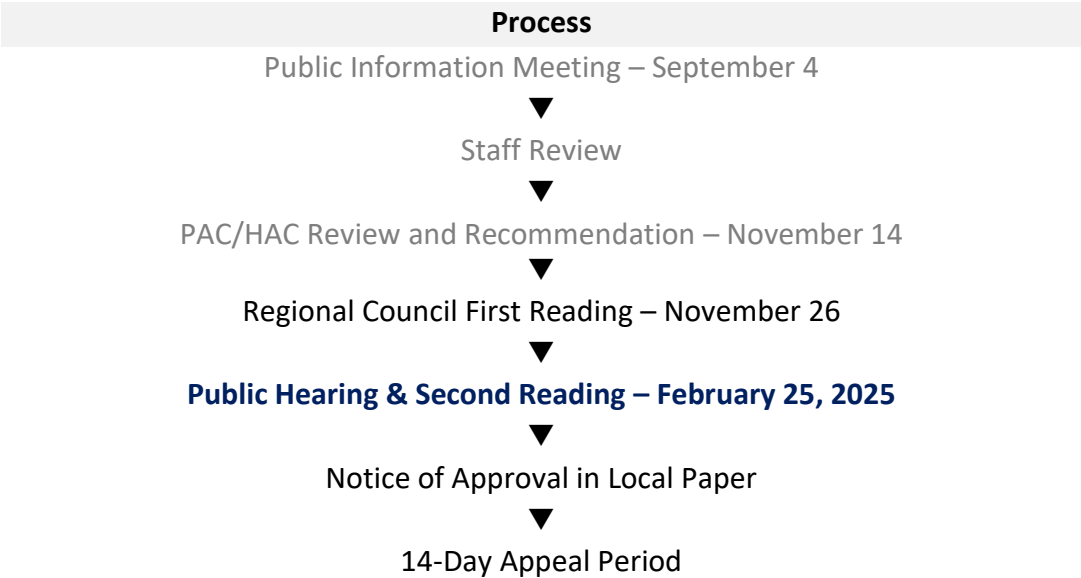 Process
Public Information Meeting – September 4
Staff Review
PAC/HAC Review and Recommendation – November 14
Regional Council First Reading – November 26
Public Hearing & Second Reading – February 25, 2025
Notice of Approval in Local Paper
14-Day Appeal Period